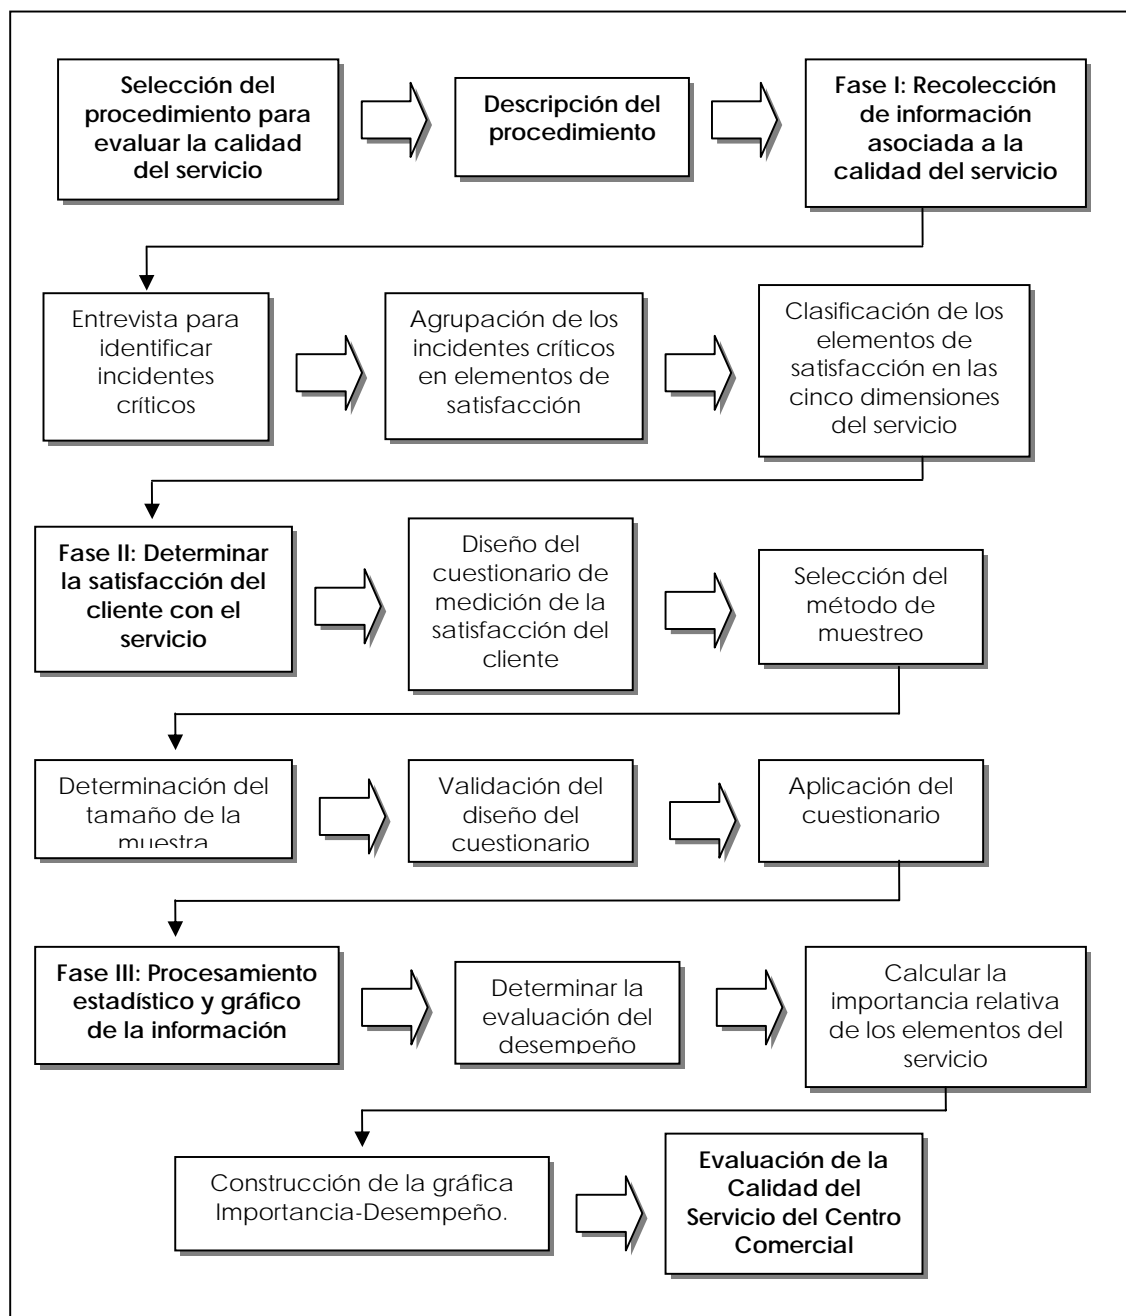 Selección del
procedimiento para
evaluar la calidad
del servicio
Descripción del
procedimiento
Fase I: Recolección
de información
asociada a la
calidad del servicio
Entrevista para
identificar
incidentes
críticos
Agrupación de los
incidentes críticos
en elementos de
satisfacción
Clasificación de los
elementos de
satisfacción en las
cinco dimensiones
del servicio
Fase II: Determinar
la satisfacción del
cliente con el
servicio
Diseño del
cuestionario de
medición de la
satisfacción del
cliente
Selección del
método de
muestreo
Determinación del
tamaño de la
muestra
Validación del
diseño del
cuestionario
Aplicación del
cuestionario
Fase III: Procesamiento
estadístico y gráfico
de la información
Determinar la
evaluación del
desempeño
Calcular la
importancia relativa
de los elementos del
servicio
Construcción de la gráfica
Importancia-Desempeño.
Evaluación de la
Calidad del
Servicio del Centro
Comercial